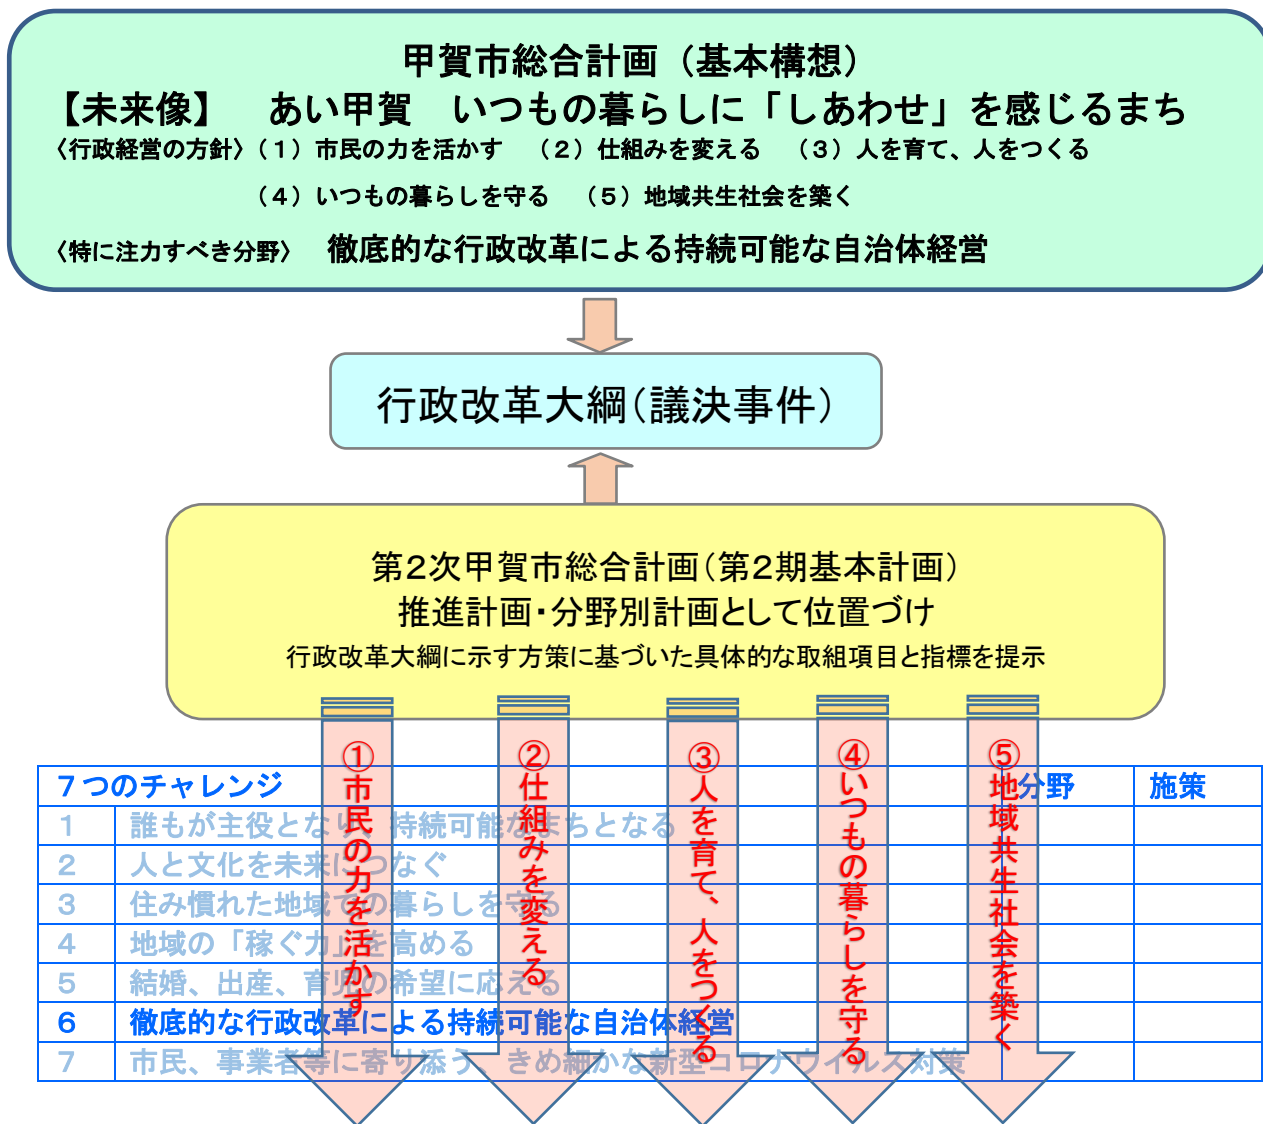 甲賀市総合計画（基本構想）
【未来像】　あい甲賀　いつもの暮らしに「しあわせ」を感じるまち
〈行政経営の方針〉（１）市民の力を活かす　（２）仕組みを変える　（３）人を育て、人をつくる
（４）いつもの暮らしを守る　（５）地域共生社会を築く
〈特に注力すべき分野〉　徹底的な行政改革による持続可能な自治体経営
行政改革大綱（議決事件）
第２次甲賀市総合計画（第２期基本計画）
推進計画・分野別計画として位置づけ
行政改革大綱に示す方策に基づいた具体的な取組項目と指標を提示
①市民の力を活かす
②仕組みを変える
③人を育て、人をつくる
④いつもの暮らしを守る
⑤地域共生社会を築く
７つのチャレンジ　分野　施策
1　誰もが主役となり、持続可能なまちとなる
2　人と文化を未来につなぐ
3　住み慣れた地域での暮らしを守る
4　地域の「稼ぐ力」を高める
5　結婚、出産、育児の希望に応える
6　徹底的な行政改革による持続可能な自治体経営
7　市民、事業者等に寄り添う、きめ細かな新型コロナウイルス対策